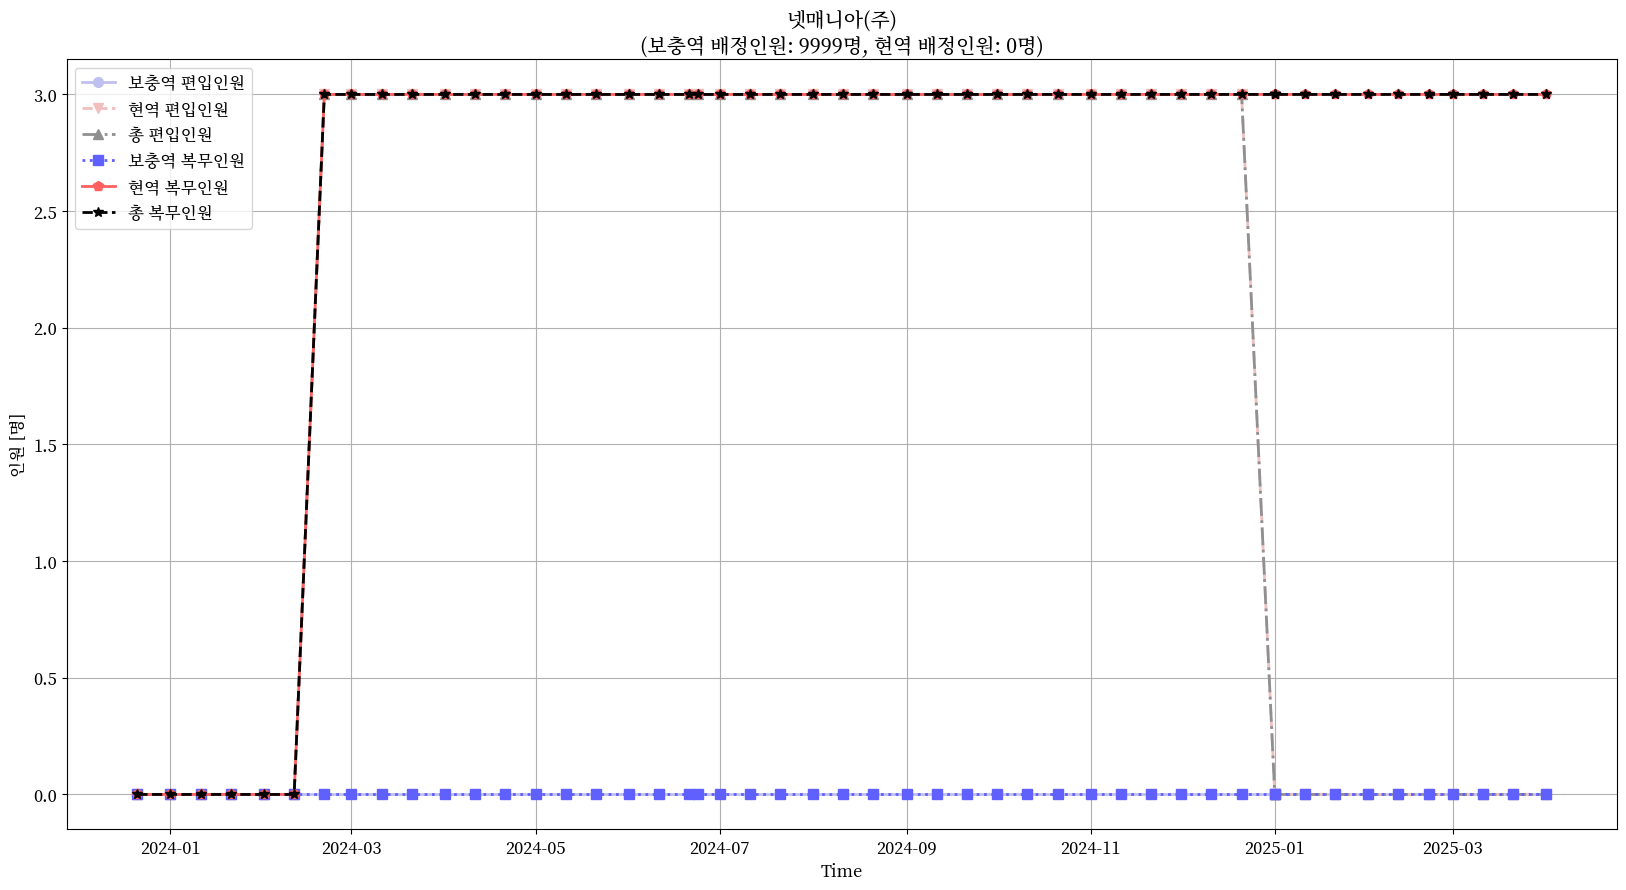 넷매니아(주)
(보충역 배정인원: 9999명, 현역 배정인원: 0명)
보충역 편입인원
현역 편입인원
총 편입인원
보충역 복무인원
현역 복무인원
총 복무인원
3.0
2.5
2.0
1.5
1.0
0.5
0.0
인원 [명]
2024-01 2024-03 2024-05 2024-07 2024-09 2024-11 2025-01 2025-03
Time